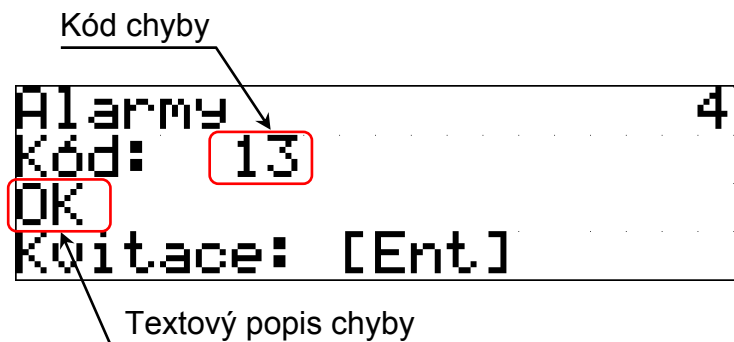 Kód chyby
Alarmy 4
Kód: 13
OK
Kvitace: [Ent]
Textový popis chyby